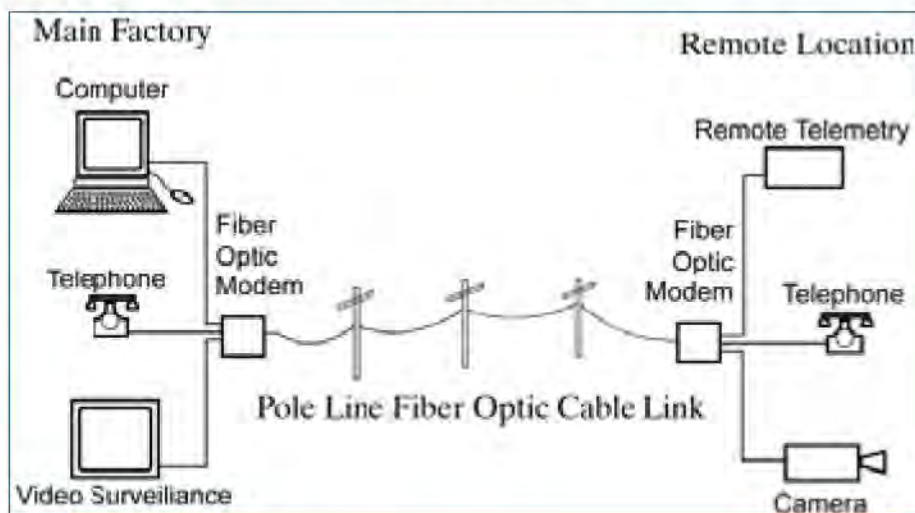 Main Factory
Remote Location
Computer
Remote Telemetry
Fiber
Optic
Modem
Fiber
Optic
Modem
Telephone
Telephone
Pole Line Fiber Optic Cable Link
Video Surveillance
Camera